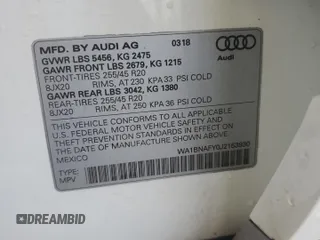 MFD. BY AUDI AG 0318
GVWR LBS 5456, KG 2475
GAWR FRONT LBS 2679, KG 1215
FRONT-TIRES 255/45 R20
8JX20 RIMS, AT 230 KPA 33 PSI COLD
GAWR REAR LBS 3042, KG 1380
REAR-TIRES 255/45 R20
8JX20 RIMS, AT 250 KPA 36 PSI COLD
THIS VEHICLE CONFORMS TO ALL APPLICABLE
U.S. FEDERAL MOTOR VEHICLE SAFETY AND
THEFT PREVENTION STANDARDS IN EFFECT ON
THE DATE OF MANUFACTURE SHOWN ABOVE.
MEXICO
TYPE:
MPV
AUTOHELPERBOT.COM